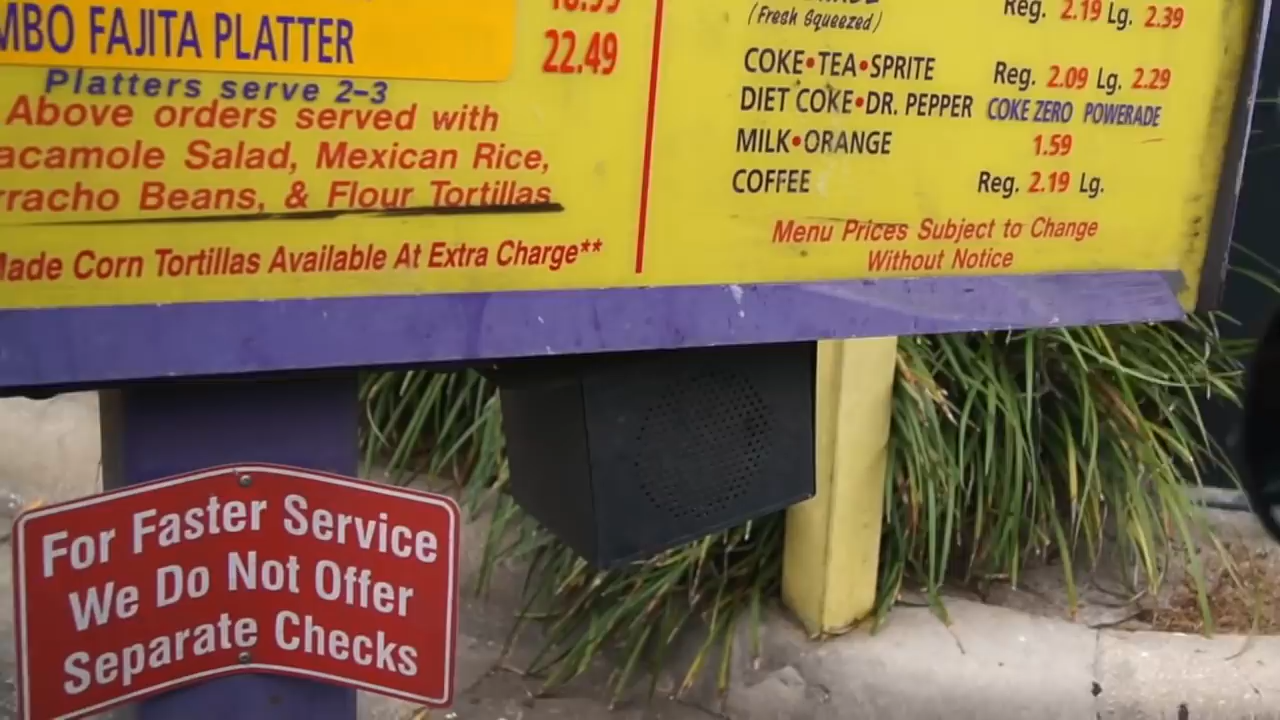 MBO FAJITA PLATTER 22.49
Platters serve 2-3
Above orders served with
acamole Salad, Mexican Rice,
rracho Beans, & Flour Tortillas
Made Corn Tortillas Available At Extra Charge**
(Fresh Squeezed) Reg. 2.19 Lg. 2.39
COKE•TEA•SPRITE Reg. 2.09 Lg. 2.29
DIET COKE•DR. PEPPER COKE ZERO POWERADE
MILK•ORANGE 1.59
COFFEE Reg. 2.19 Lg.
Menu Prices Subject to Change
Without Notice
For Faster Service
We Do Not Offer
Separate Checks